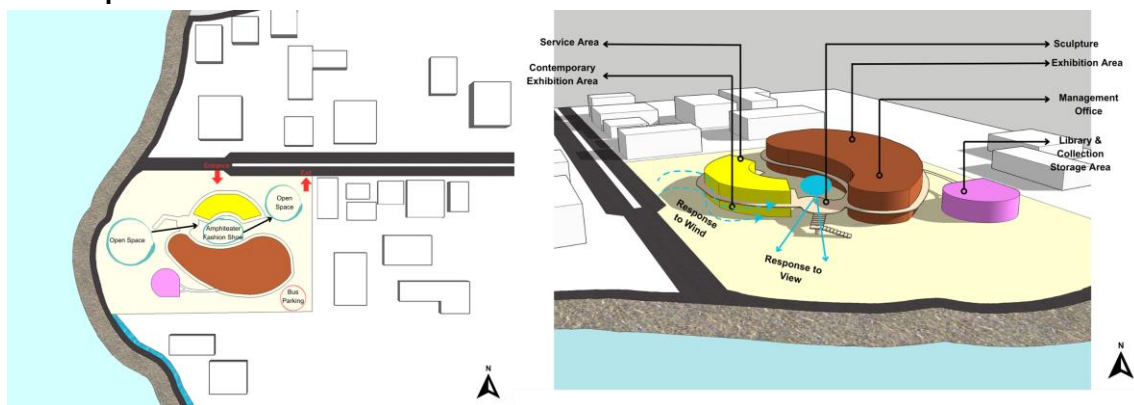 Entrance
Exit
Open
Space
Open Space
Amphiteater
Fashion Show
Bus
Parking
N
Service Area
Contemporary
Exhibition Area
Sculpture
Exhibition Area
Management
Office
Library &
Collection
Storage Area
Response
to Wind
Response to
View
N